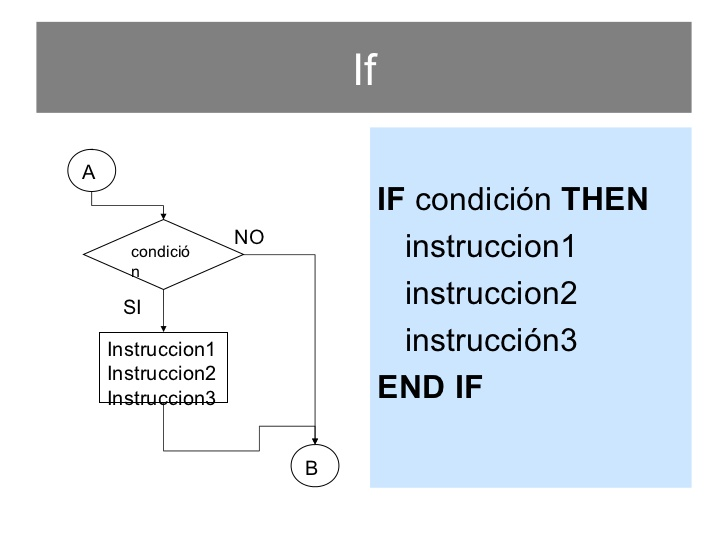 If
A
condició
n
NO
SI
Instruccion1
Instruccion2
Instruccion3
B
IF condición THEN
instruccion1
instruccion2
instrucción3
END IF